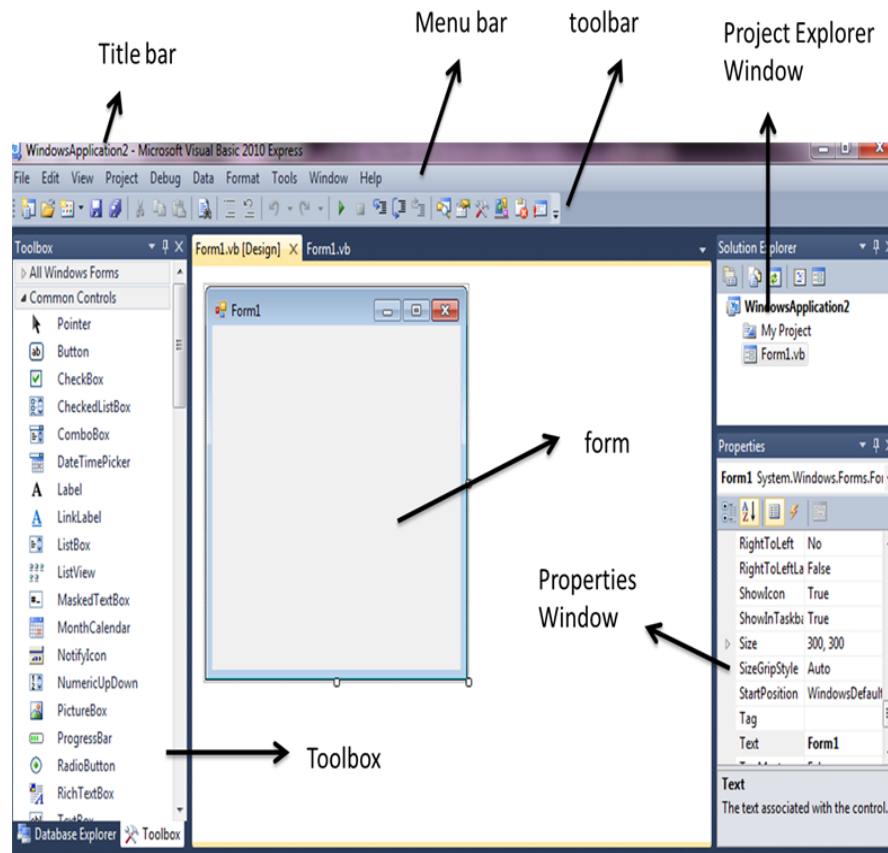 Menu bar
toolbar
Project Explorer
Window
Title bar
WindowsApplication2 - Microsoft Visual Basic 2010 Express
File Edit View Project Debug Data Format Tools Window Help
Toolbox
Form1.vb [Design] X Form1.vb
Solution Explorer
All Windows Forms
Common Controls
Pointer
Button
CheckBox
CheckedListBox
ComboBox
DateTimePicker
Label
LinkLabel
ListBox
ListView
MaskedTextBox
MonthCalendar
NotifyIcon
NumericUpDown
PictureBox
ProgressBar
RadioButton
RichTextBox
TextBox
Database Explorer Toolbox
Form1
form
Properties
Window
Toolbox
WindowsApplication2
My Project
Form1.vb
Properties
Form1 System.Windows.Forms.For
RightToLeft No
RightToLeftLa False
ShowIcon True
ShowInTaskba True
Size 300, 300
SizeGripStyle Auto
StartPosition WindowsDefault
Tag
Text Form1
Text
The text associated with the control.